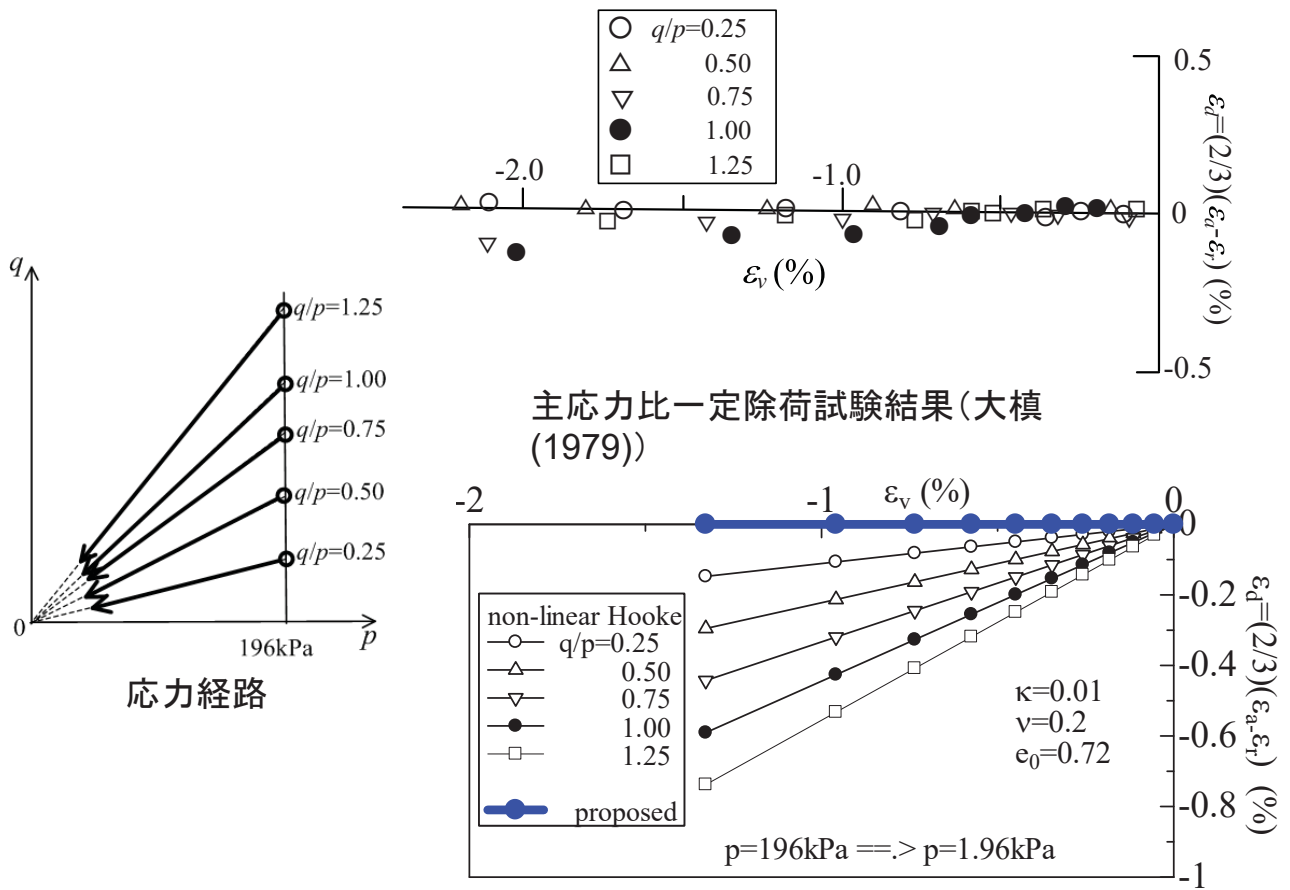 q/p=0.25
0.50
0.75
1.00
1.25
-2.0
-1.0
0.5
0
-0.5
εv (%)
εd=(2/3)(εa-εr) (%)
主応力比一定除荷試験結果(大槙
(1979))
q
q/p=1.25
q/p=1.00
q/p=0.75
q/p=0.50
q/p=0.25
0
196kPa
p
応力経路
-2
-1
εv (%)
0
0
-0.2
-0.4
-0.6
-0.8
-1
εd=(2/3)(εa-εr) (%)
non-linear Hooke
q/p=0.25
0.50
0.75
1.00
1.25
proposed
κ=0.01
ν=0.2
e0=0.72
p=196kPa ==.> p=1.96kPa